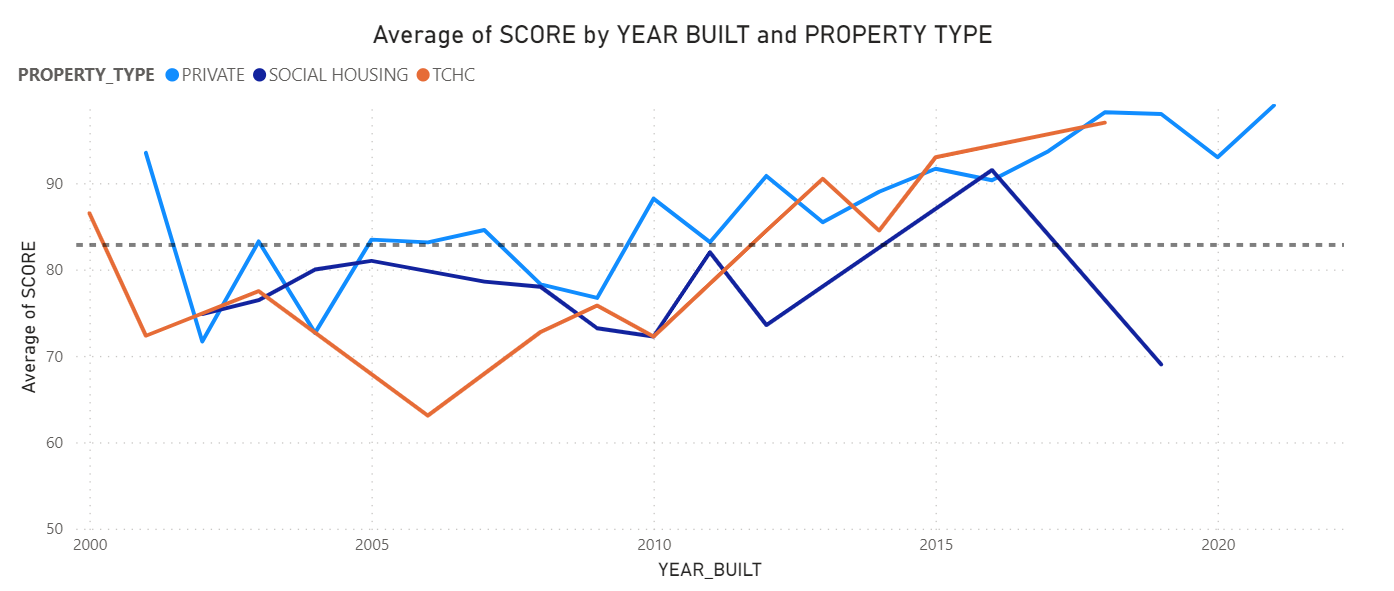 Average of SCORE by YEAR BUILT and PROPERTY TYPE
PROPERTY_TYPE PRIVATE SOCIAL HOUSING TCHC
Average of SCORE
90
80
70
60
50
2000 2005 2010 2015 2020
YEAR_BUILT